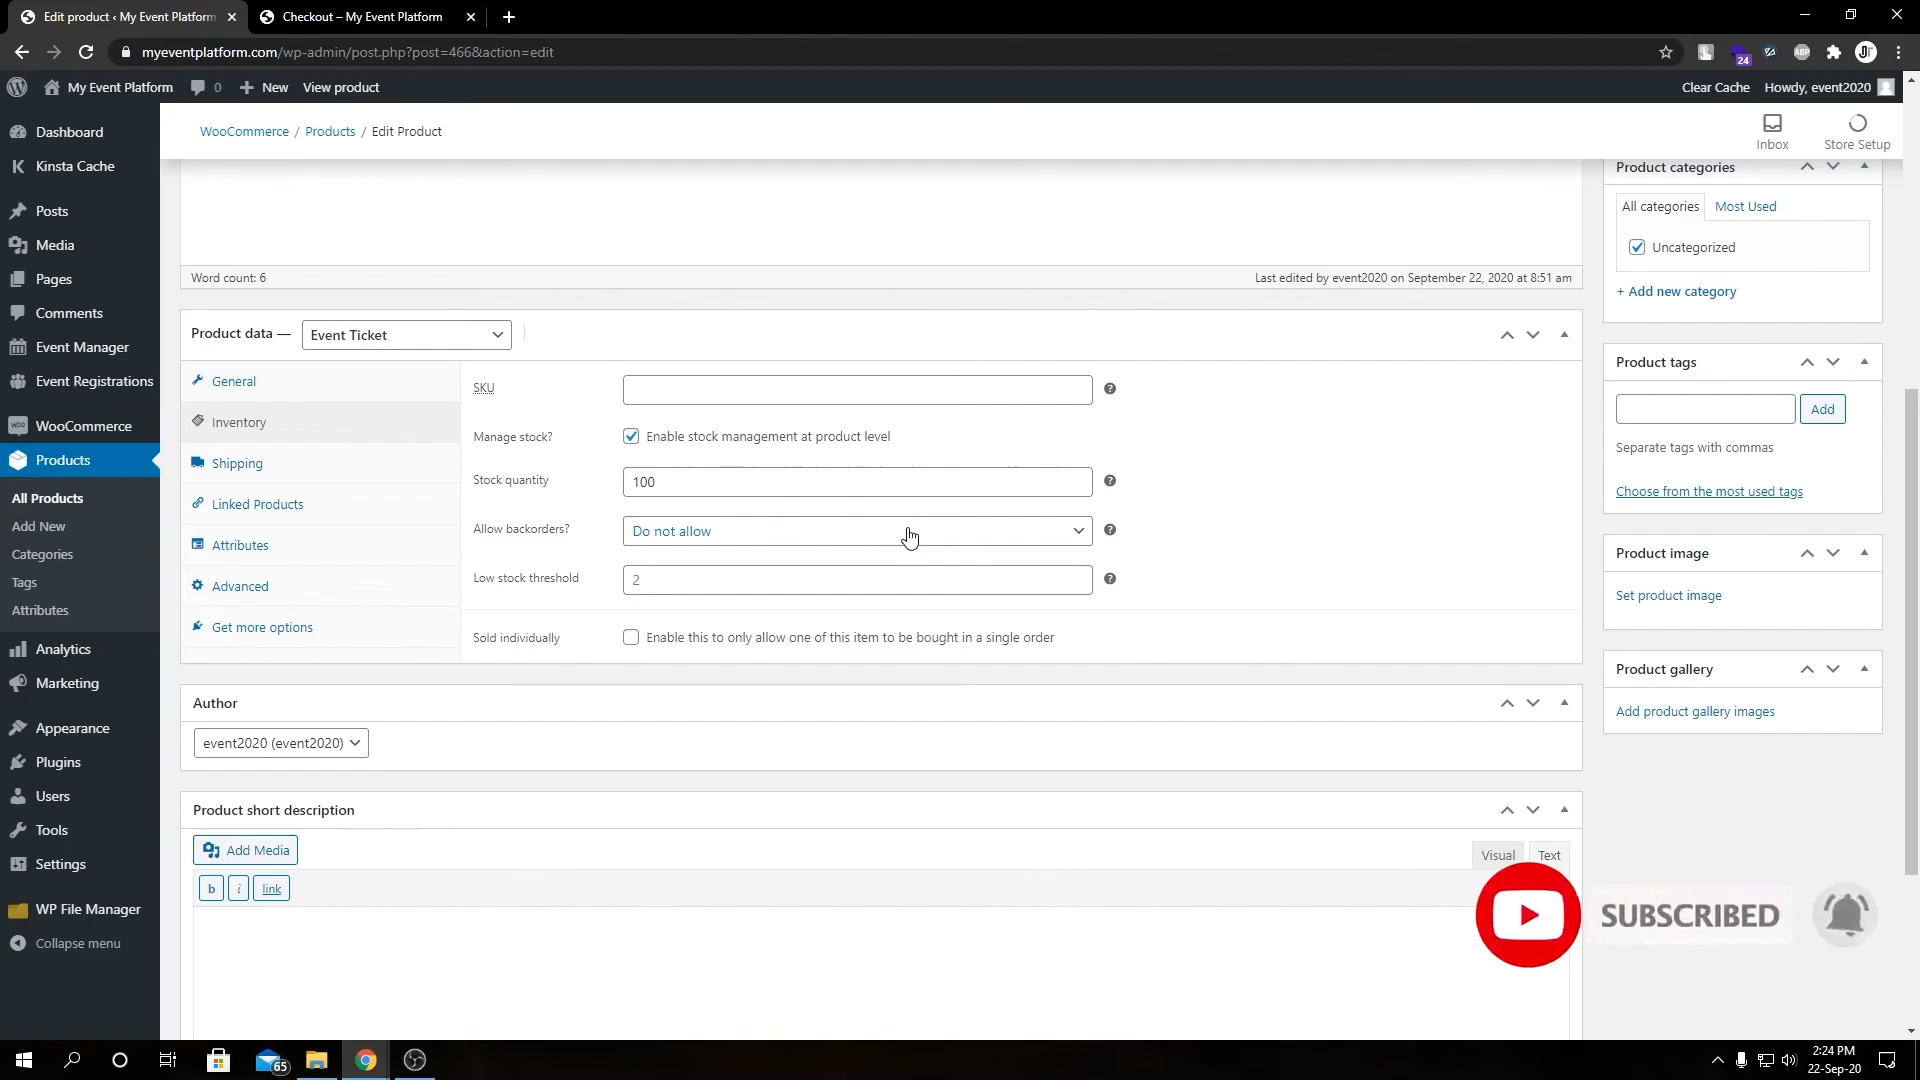 Edit product ‹ My Event Platform
Checkout – My Event Platform
myeventplatform.com/wp-admin/post.php?post=466&action=edit
24
ABP
My Event Platform
0
New
View product
Clear Cache
Howdy, event2020
WooCommerce / Products / Edit Product
Inbox
Store Setup
Dashboard
Kinsta Cache
Posts
Media
Pages
Comments
Event Manager
Event Registrations
WooCommerce
Products
All Products
Add New
Categories
Tags
Attributes
Analytics
Marketing
Appearance
Plugins
Users
Tools
Settings
WP File Manager
Collapse menu
Word count: 6
Last edited by event2020 on September 22, 2020 at 8:51 am
Product data —
Event Ticket
General
Inventory
Shipping
Linked Products
Attributes
Advanced
Get more options
SKU
Manage stock?
Enable stock management at product level
Stock quantity
100
Allow backorders?
Do not allow
Low stock threshold
2
Sold individually
Enable this to only allow one of this item to be bought in a single order
Author
event2020 (event2020)
Product short description
Add Media
Visual
Text
b
i
link
Product categories
All categories
Most Used
Uncategorized
+ Add new category
Product tags
Add
Separate tags with commas
Choose from the most used tags
Product image
Set product image
Product gallery
Add product gallery images
SUBSCRIBED
65
2:24 PM
22-Sep-20